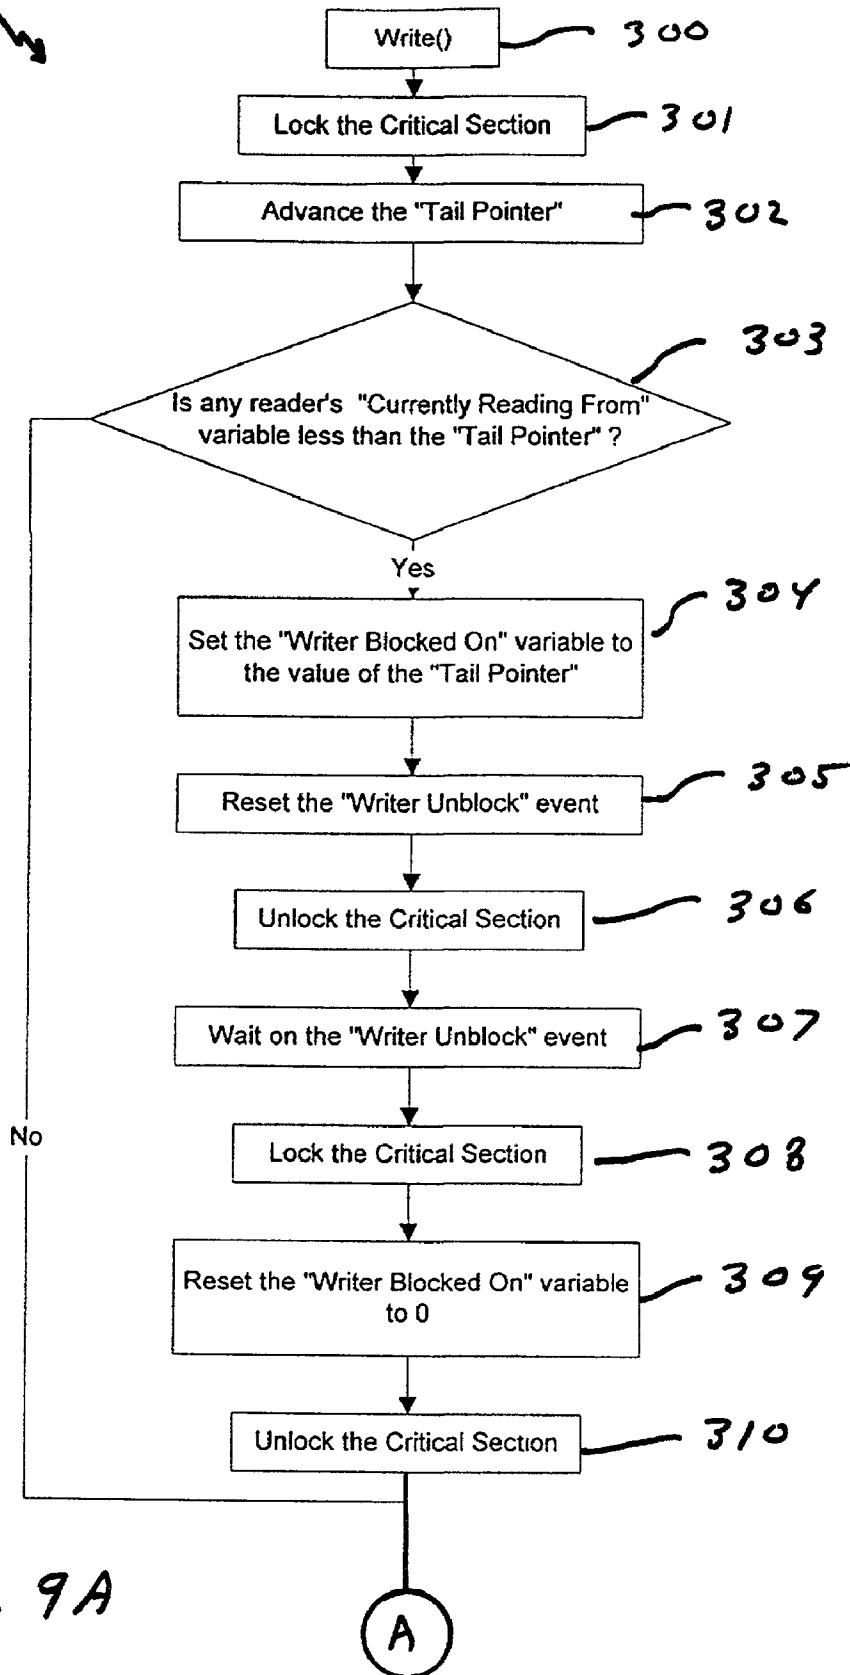 Write()
300
Lock the Critical Section
301
Advance the "Tail Pointer"
302
303
Is any reader's "Currently Reading From"
variable less than the "Tail Pointer" ?
Yes
304
Set the "Writer Blocked On" variable to
the value of the "Tail Pointer"
305
Reset the "Writer Unblock" event
Unlock the Critical Section
306
Wait on the "Writer Unblock" event
307
No
Lock the Critical Section
308
Reset the "Writer Blocked On" variable
to 0
309
Unlock the Critical Section
310
9A
A